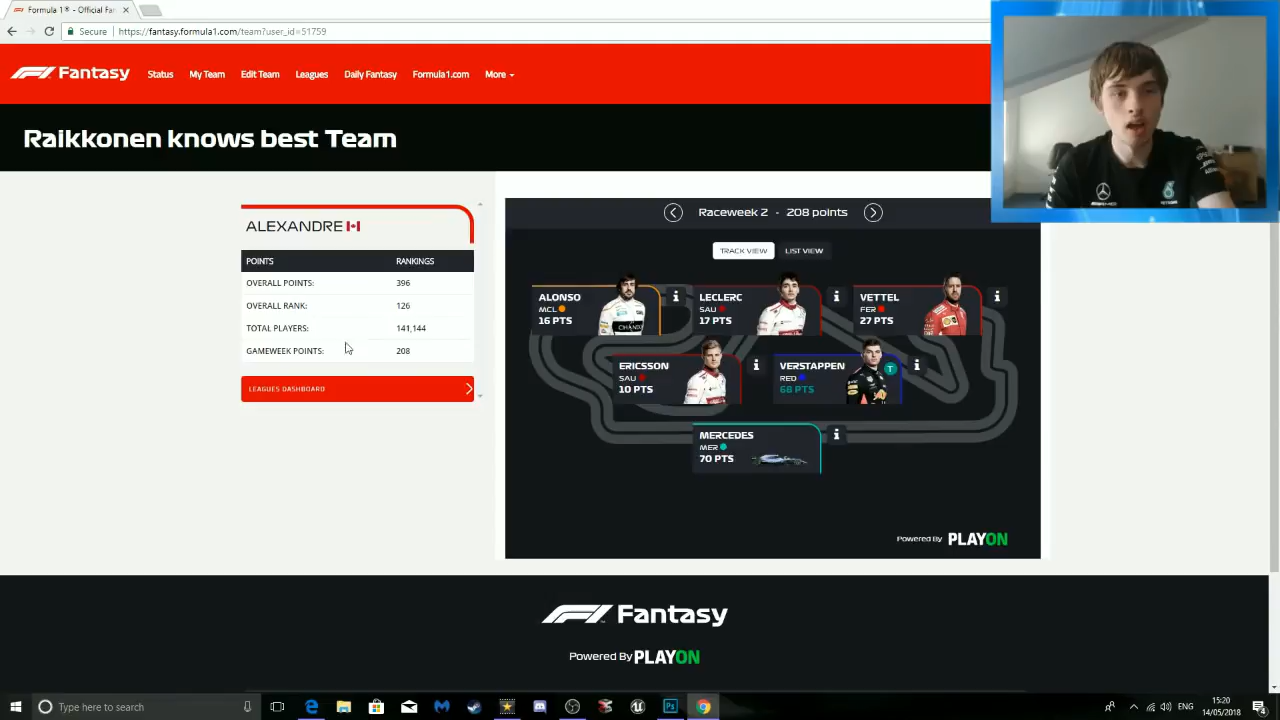 Formula 1® - Official Fan
Secure
https://fantasy.formula1.com/team?user_id=51759
F1 Fantasy
Status
My Team
Edit Team
Leagues
Daily Fantasy
Formula1.com
More
Raikkonen knows best Team
ALEXANDRE
POINTS RANKINGS
OVERALL POINTS: 396
OVERALL RANK: 126
TOTAL PLAYERS: 141,144
GAMEWEEK POINTS: 208
LEAGUES DASHBOARD
Raceweek 2 - 208 points
TRACK VIEW
LIST VIEW
ALONSO
MCL
16 PTS
LECLERC
SAU
17 PTS
VETTEL
FER
27 PTS
ERICSSON
SAU
10 PTS
VERSTAPPEN
RED
68 PTS
T
MERCEDES
MER
70 PTS
Powered By PLAYON
F1 Fantasy
Powered By PLAYON
Type here to search
ENG
15:20
14/05/2018
4